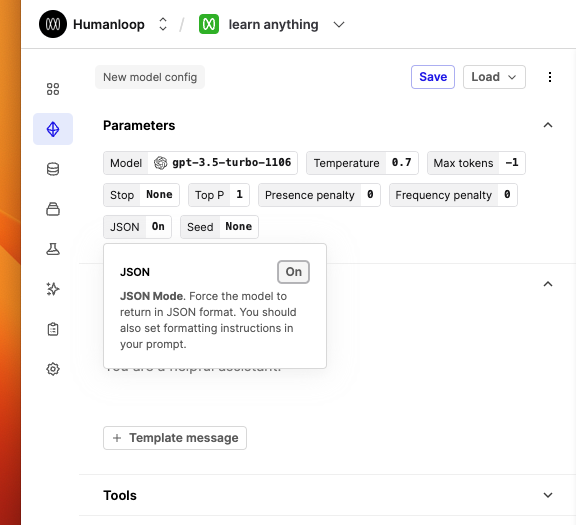 Humanloop / learn anything
New model config Save Load
Parameters
Model gpt-3.5-turbo-1106 Temperature 0.7 Max tokens -1
Stop None Top P 1 Presence penalty 0 Frequency penalty 0
JSON On Seed None
JSON On
JSON Mode. Force the model to
return in JSON format. You should
also set formatting instructions in
your prompt.
You are a helpful assistant.
+ Template message
Tools